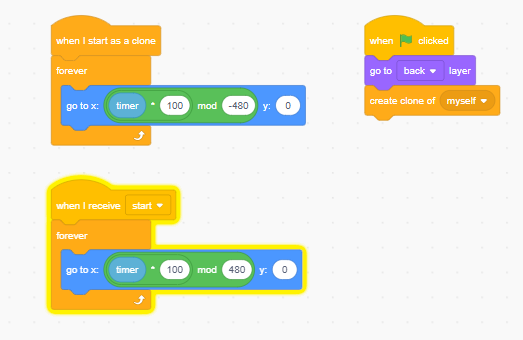 when I start as a clone
forever
go to x: timer * 100 mod -480 y: 0
when clicked
go to back layer
create clone of myself
when I receive start
forever
go to x: timer * 100 mod 480 y: 0